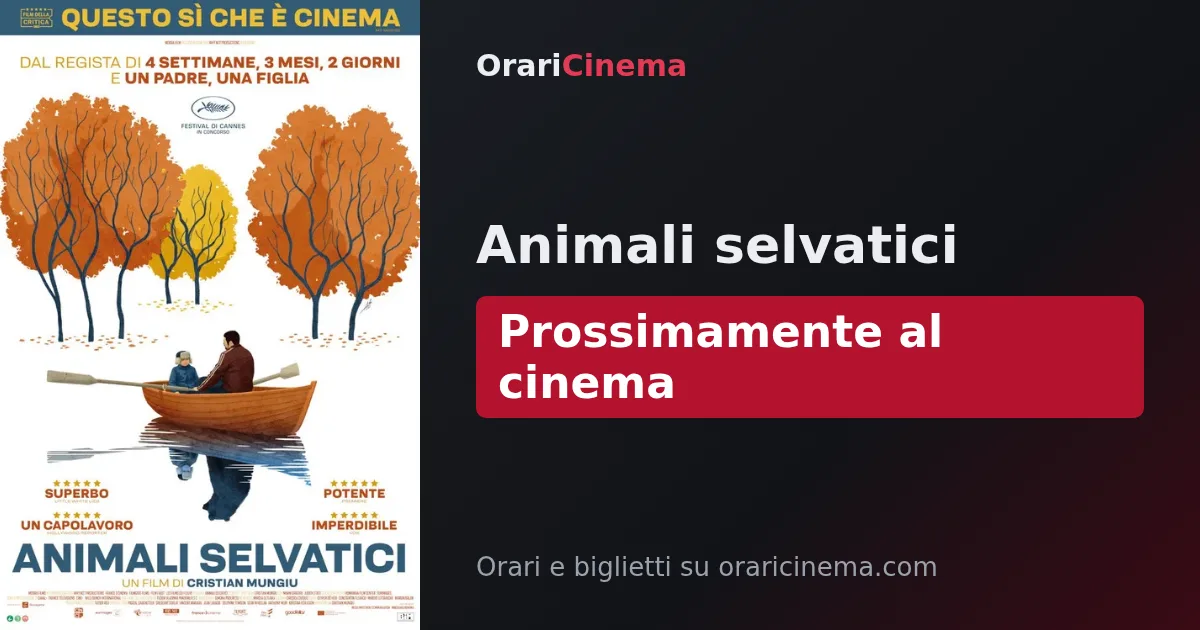 FILM DELLA
CRITICA
QUESTO SÌ CHE È CINEMA
DAL REGISTA DI 4 SETTIMANE, 3 MESI, 2 GIORNI
E UN PADRE, UNA FIGLIA
FESTIVAL DI CANNES
IN CONCORSO
SUPERBO
POTENTE
UN CAPOLAVORO
IMPERDIBILE
ANIMALI SELVATICI
UN FILM DI CRISTIAN MUNGIU
OrariCinema
Animali selvatici
Prossimamente al
cinema
Orari e biglietti su oraricinema.com